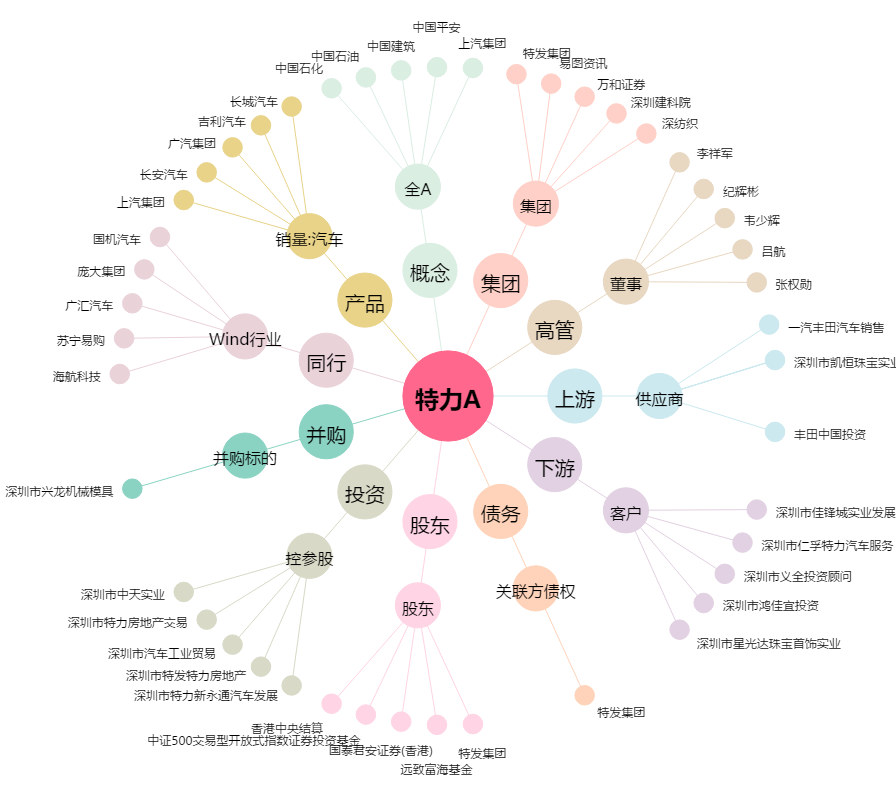 中国平安
中国建筑
上汽集团
中国石油
特发集团
中国石化
易图资讯
万和证券
长城汽车
深圳建科院
吉利汽车
深纺织
广汽集团
李祥军
长安汽车
全A
纪辉彬
上汽集团
集团
韦少辉
国机汽车
销量:汽车
吕航
庞大集团
概念
集团
董事
张权勋
广汇汽车
产品
高管
一汽丰田汽车销售
苏宁易购
Wind行业
同行
深圳市凯恒珠宝实业
海航科技
特力A
上游
供应商
并购
丰田中国投资
并购标的
下游
深圳市兴龙机械模具
投资
股东
债务
客户
深圳市佳锋城实业发展
深圳市仁孚特力汽车服务
控参股
深圳市义全投资顾问
深圳市中天实业
关联方债权
深圳市鸿佳宜投资
深圳市特力房地产交易
股东
深圳市星光达珠宝首饰实业
深圳市汽车工业贸易
深圳市特发特力房地产
深圳市特力新永通汽车发展
特发集团
香港中央结算
中证500交易型开放式指数证券投资基金
国泰君安证券(香港)
特发集团
远致富海基金